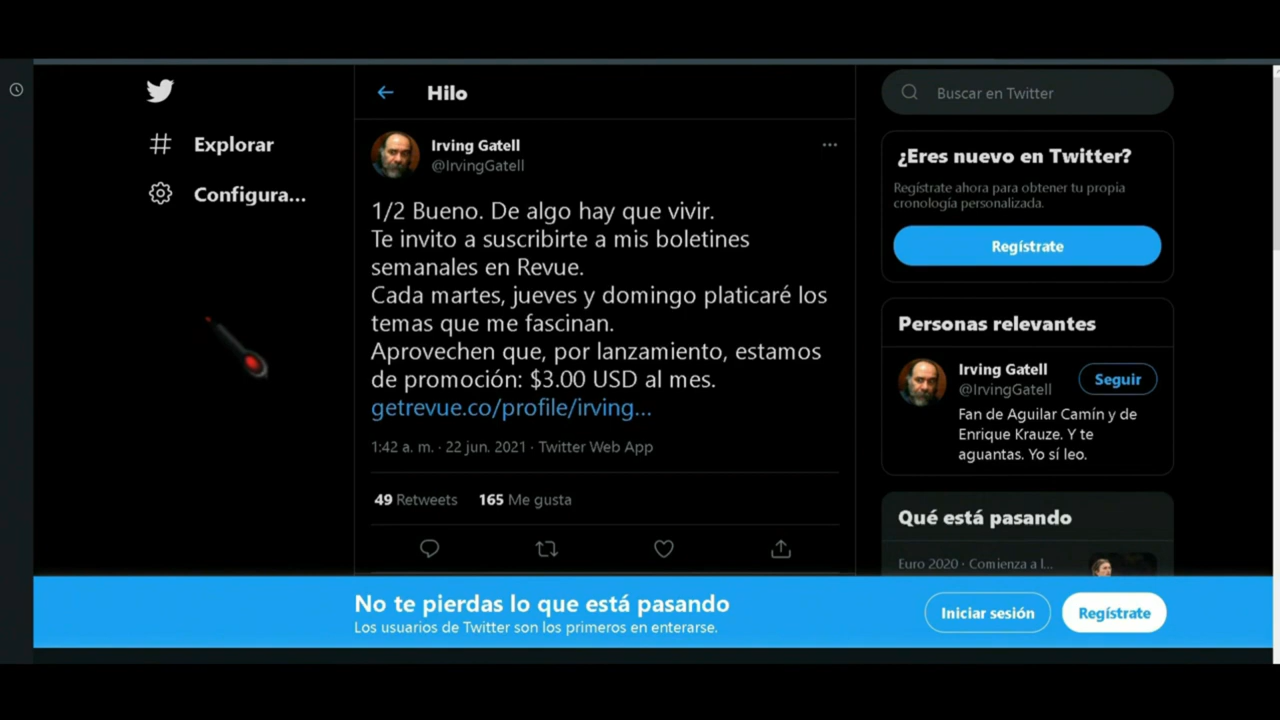 Explorar
Configura...
Hilo
Irving Gatell
@IrvingGatell
1/2 Bueno. De algo hay que vivir.
Te invito a suscribirte a mis boletines
semanales en Revue.
Cada martes, jueves y domingo platicaré los
temas que me fascinan.
Aprovechen que, por lanzamiento, estamos
de promoción: $3.00 USD al mes.
getrevue.co/profile/irving...
1:42 a. m. · 22 jun. 2021 · Twitter Web App
49 Retweets 165 Me gusta
Buscar en Twitter
¿Eres nuevo en Twitter?
Regístrate ahora para obtener tu propia
cronología personalizada.
Regístrate
Personas relevantes
Irving Gatell
@IrvingGatell
Seguir
Fan de Aguilar Camín y de
Enrique Krauze. Y te
aguantas. Yo sí leo.
Qué está pasando
Euro 2020 · Comienza a l...
No te pierdas lo que está pasando
Los usuarios de Twitter son los primeros en enterarse.
Iniciar sesión
Regístrate